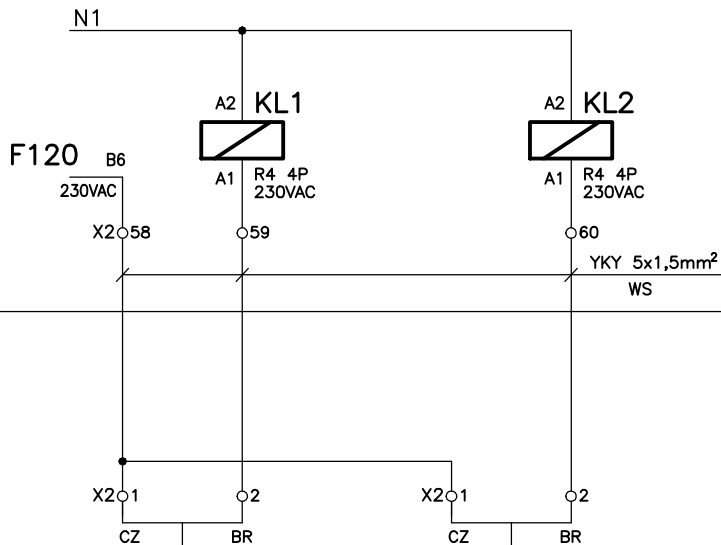 N1
A2 KL1
A2 KL2
F120 B6
230VAC
A1 R4 4P
230VAC
A1 R4 4P
230VAC
X2 58
59
60
YKY 5x1,5mm²
WS
X2 1
2
X2 1
2
CZ
BR
CZ
BR